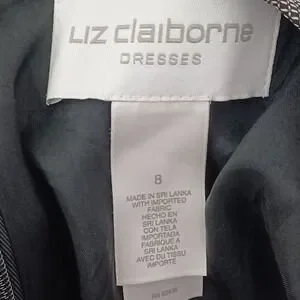 LIZ claiborne
DRESSES
8
MADE IN SRI LANKA
WITH IMPORTED
FABRIC
HECHO EN
SRI LANKA
CON TELA
IMPORTADA
FABRIQUE A
SRI LANKA
AVEC DU TISSU
IMPORTE
RN